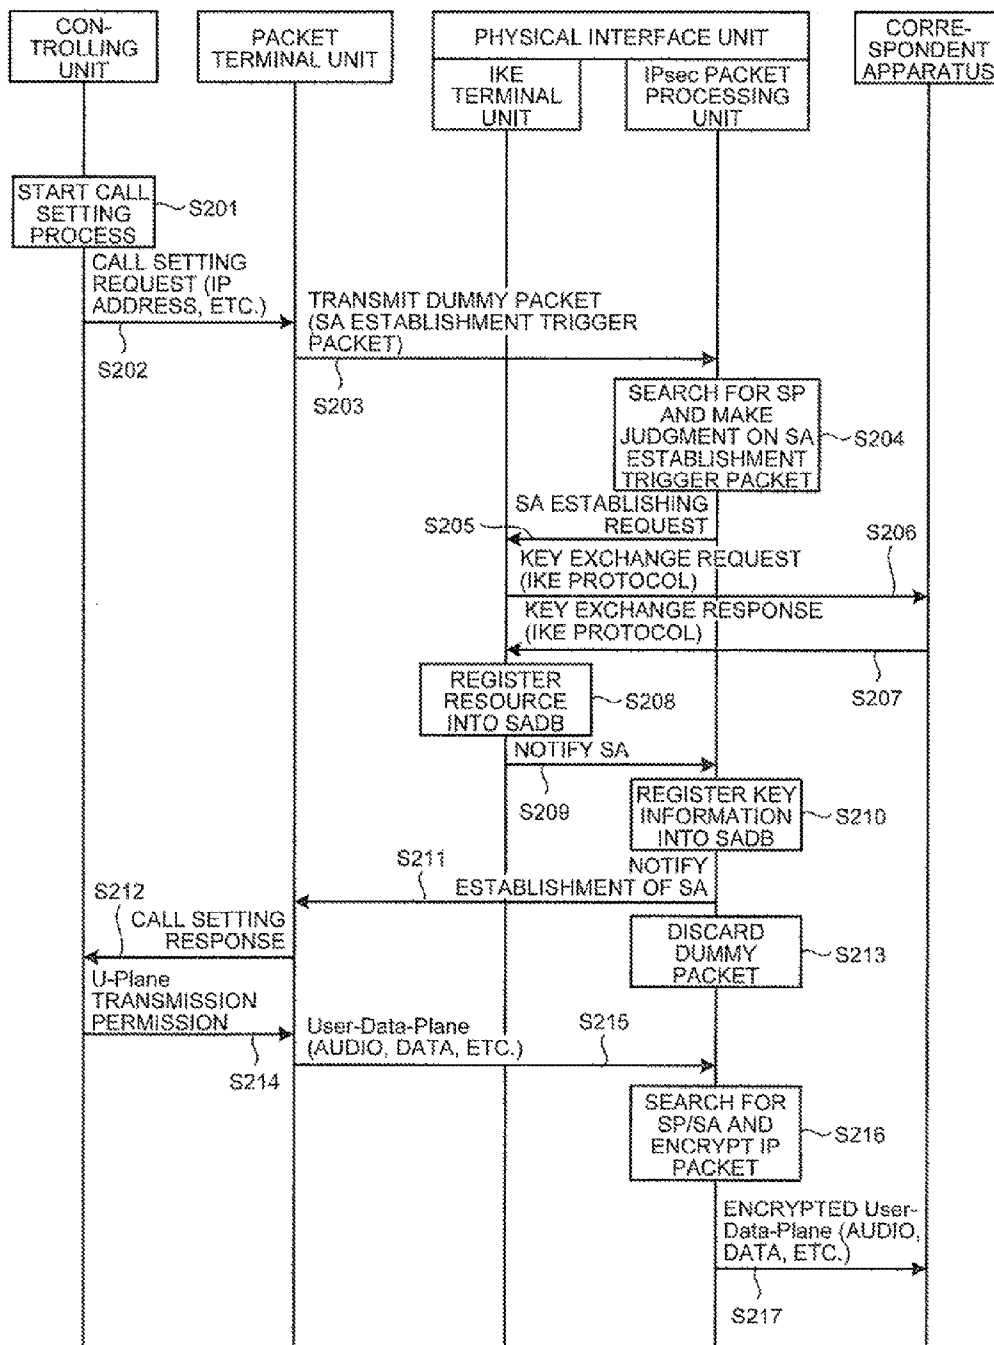 CON-
TROLLING
UNIT
PACKET
TERMINAL UNIT
PHYSICAL INTERFACE UNIT
IKE
TERMINAL
UNIT
IPsec PACKET
PROCESSING
UNIT
CORRE-
SPONDENT
APPARATUS
START CALL
SETTING
PROCESS
S201
CALL SETTING
REQUEST (IP
ADDRESS, ETC.)
S202
TRANSMIT DUMMY PACKET
(SA ESTABLISHMENT TRIGGER
PACKET)
S203
SEARCH FOR SP
AND MAKE
JUDGMENT ON SA
ESTABLISHMENT
TRIGGER PACKET
S204
SA ESTABLISHING
REQUEST
S205
S206
KEY EXCHANGE REQUEST
(IKE PROTOCOL)
KEY EXCHANGE RESPONSE
(IKE PROTOCOL)
S207
REGISTER
RESOURCE
INTO SADB
S208
NOTIFY SA
S209
REGISTER KEY
INFORMATION
INTO SADB
S210
S211
NOTIFY
ESTABLISHMENT OF SA
S212
CALL SETTING
RESPONSE
DISCARD
DUMMY
PACKET
S213
U-Plane
TRANSMISSION
PERMISSION
S214
User-Data-Plane
(AUDIO, DATA, ETC.)
S215
SEARCH FOR
SP/SA AND
ENCRYPT IP
PACKET
S216
ENCRYPTED User-
Data-Plane (AUDIO,
DATA, ETC.)
S217